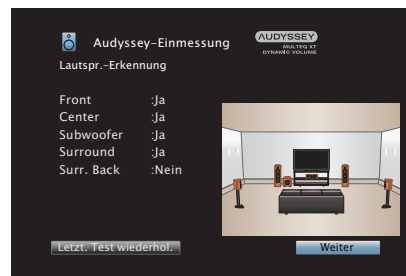 Audyssey-Einmessung
AUDYSSEY
MULTEQ XT
DYNAMIC VOLUME
Lautspr.-Erkennung
Front :Ja
Center :Ja
Subwoofer :Ja
Surround :Ja
Surr. Back :Nein
Letzt. Test wiederhol.
Weiter